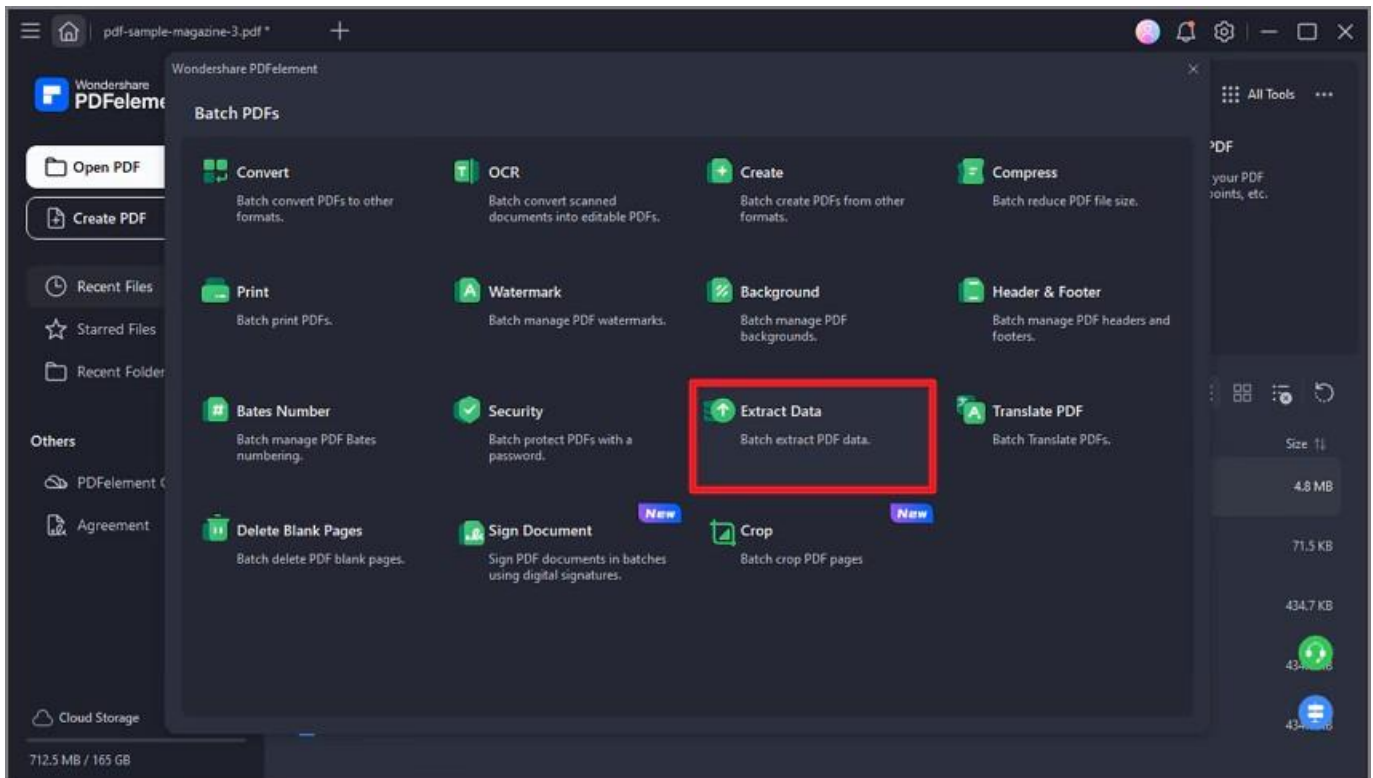 pdf-sample-magazine-3.pdf *
Wondershare
PDFeleme
Open PDF
Create PDF
Recent Files
Starred Files
Recent Folder
Others
PDFelement
Agreement
Cloud Storage
712.5 MB / 165 GB
Wondershare PDFelement
Batch PDFs
Convert
Batch convert PDFs to other
formats.
OCR
Batch convert scanned
documents into editable PDFs.
Create
Batch create PDFs from other
formats.
Compress
Batch reduce PDF file size.
Print
Batch print PDFs.
Watermark
Batch manage PDF watermarks.
Background
Batch manage PDF
backgrounds.
Header & Footer
Batch manage PDF headers and
footers.
Bates Number
Batch manage PDF Bates
numbering.
Security
Batch protect PDFs with a
password.
Extract Data
Batch extract PDF data.
Translate PDF
Batch Translate PDFs.
Delete Blank Pages
Batch delete PDF blank pages.
New
Sign Document
Sign PDF documents in batches
using digital signatures.
New
Crop
Batch crop PDF pages
All Tools
PDF
your PDF
points, etc.
Size
4.8 MB
71.5 KB
434.7 KB